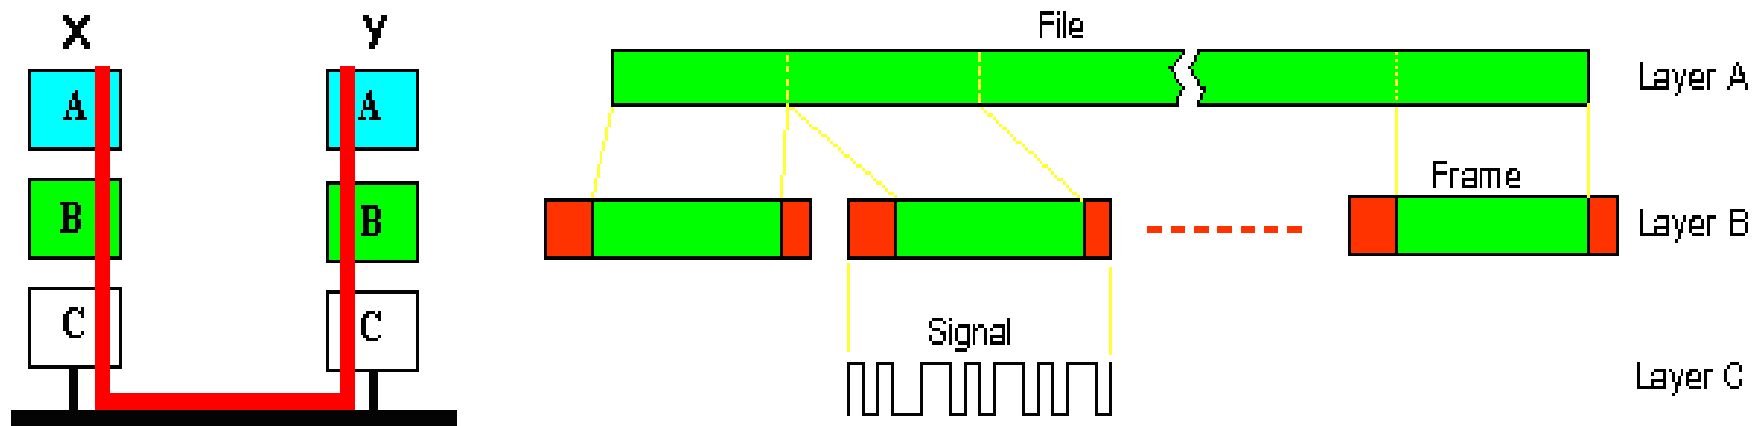 X
y
A
A
B
B
C
C
File
Layer A
Frame
Layer B
Signal
Layer C